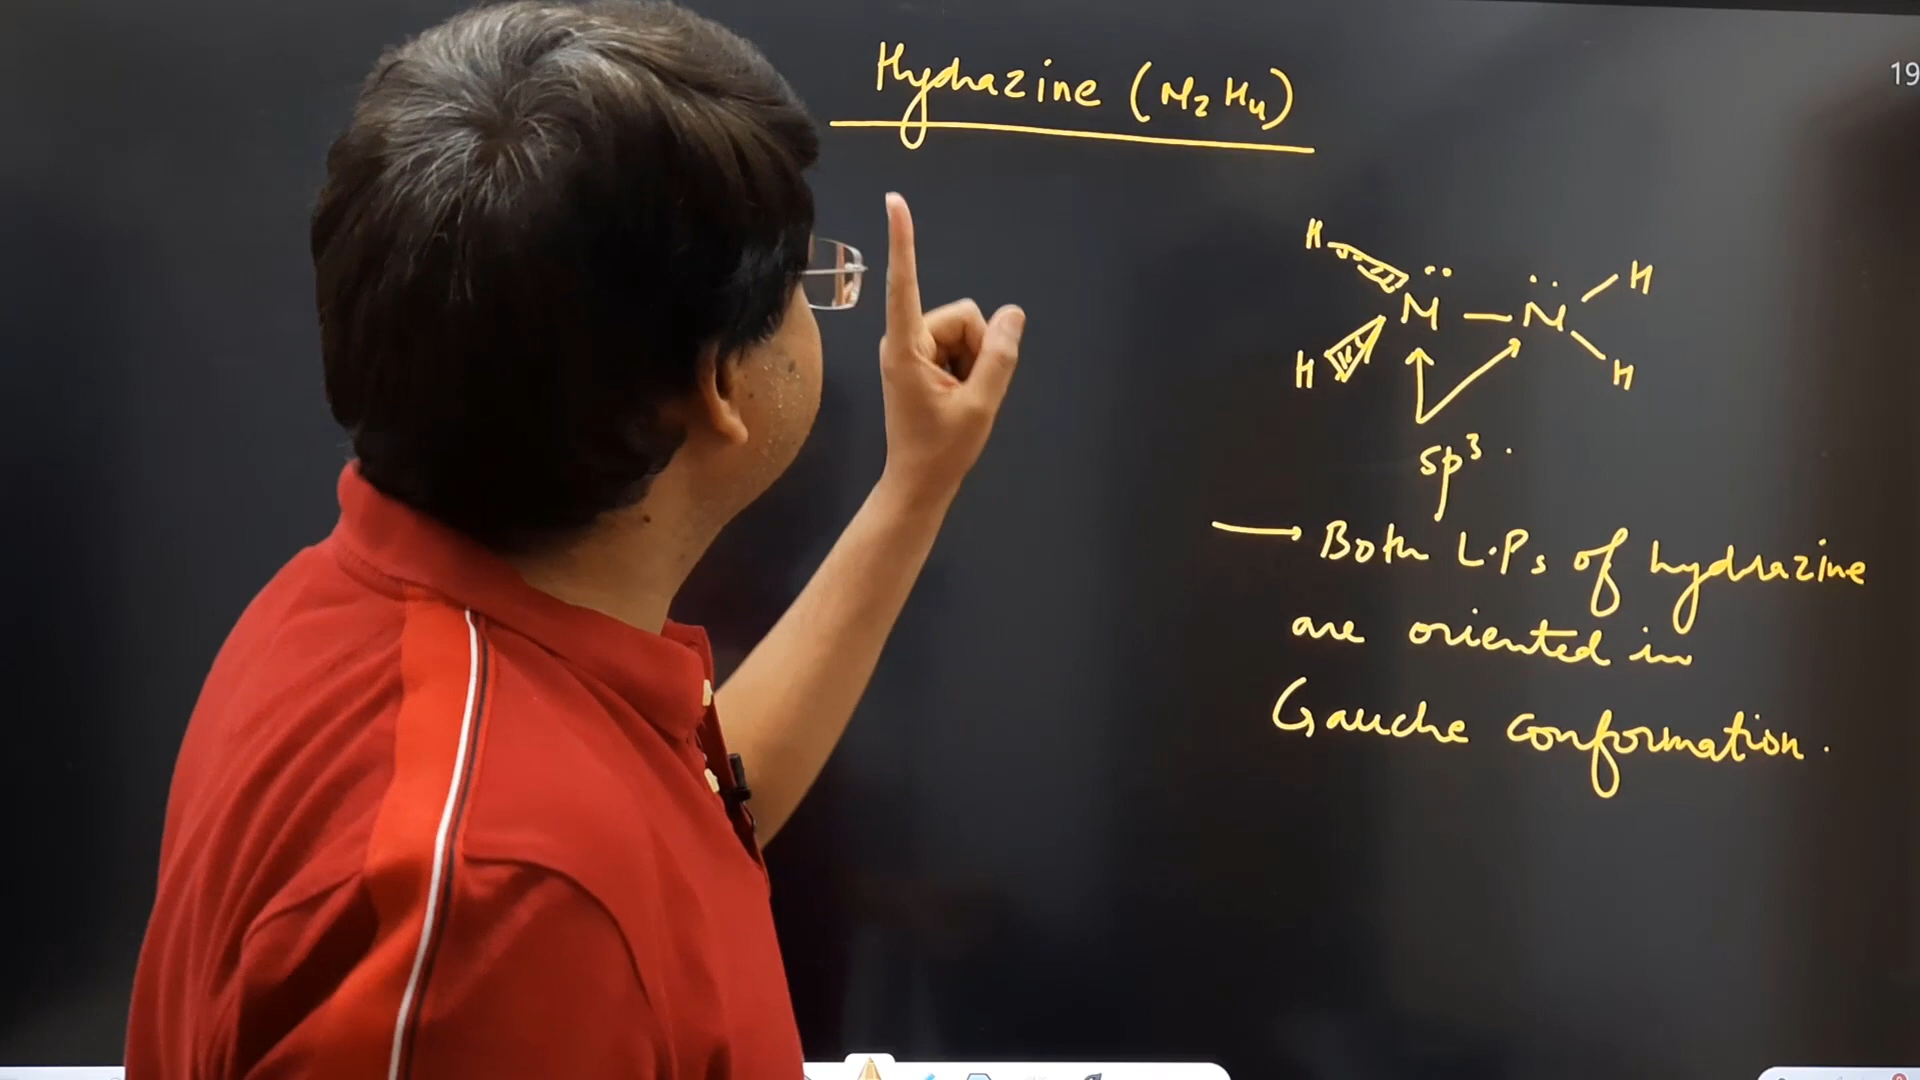 Hydrazine (N2H4)
19
H
H
N̈ — N̈
H
H
sp³.
→ Both L.Ps of hydrazine
are oriented in
Gauche conformation.